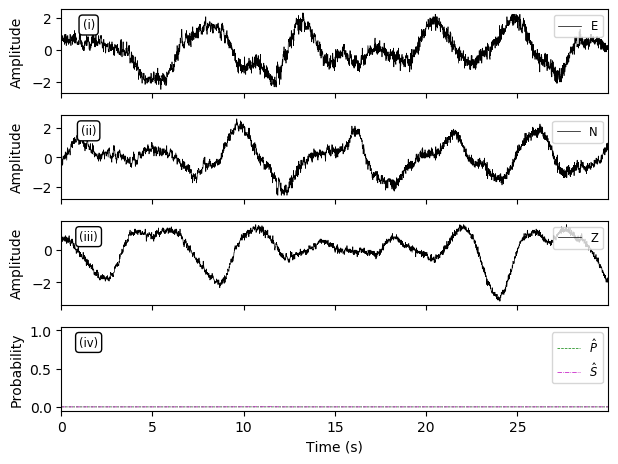 (i)
E
2
0
−2
Amplitude
(ii)
N
2
0
−2
Amplitude
(iii)
Z
0
−2
Amplitude
(iv)
P̂
Ŝ
1.0
0.5
0.0
Probability
0 5 10 15 20 25
Time (s)